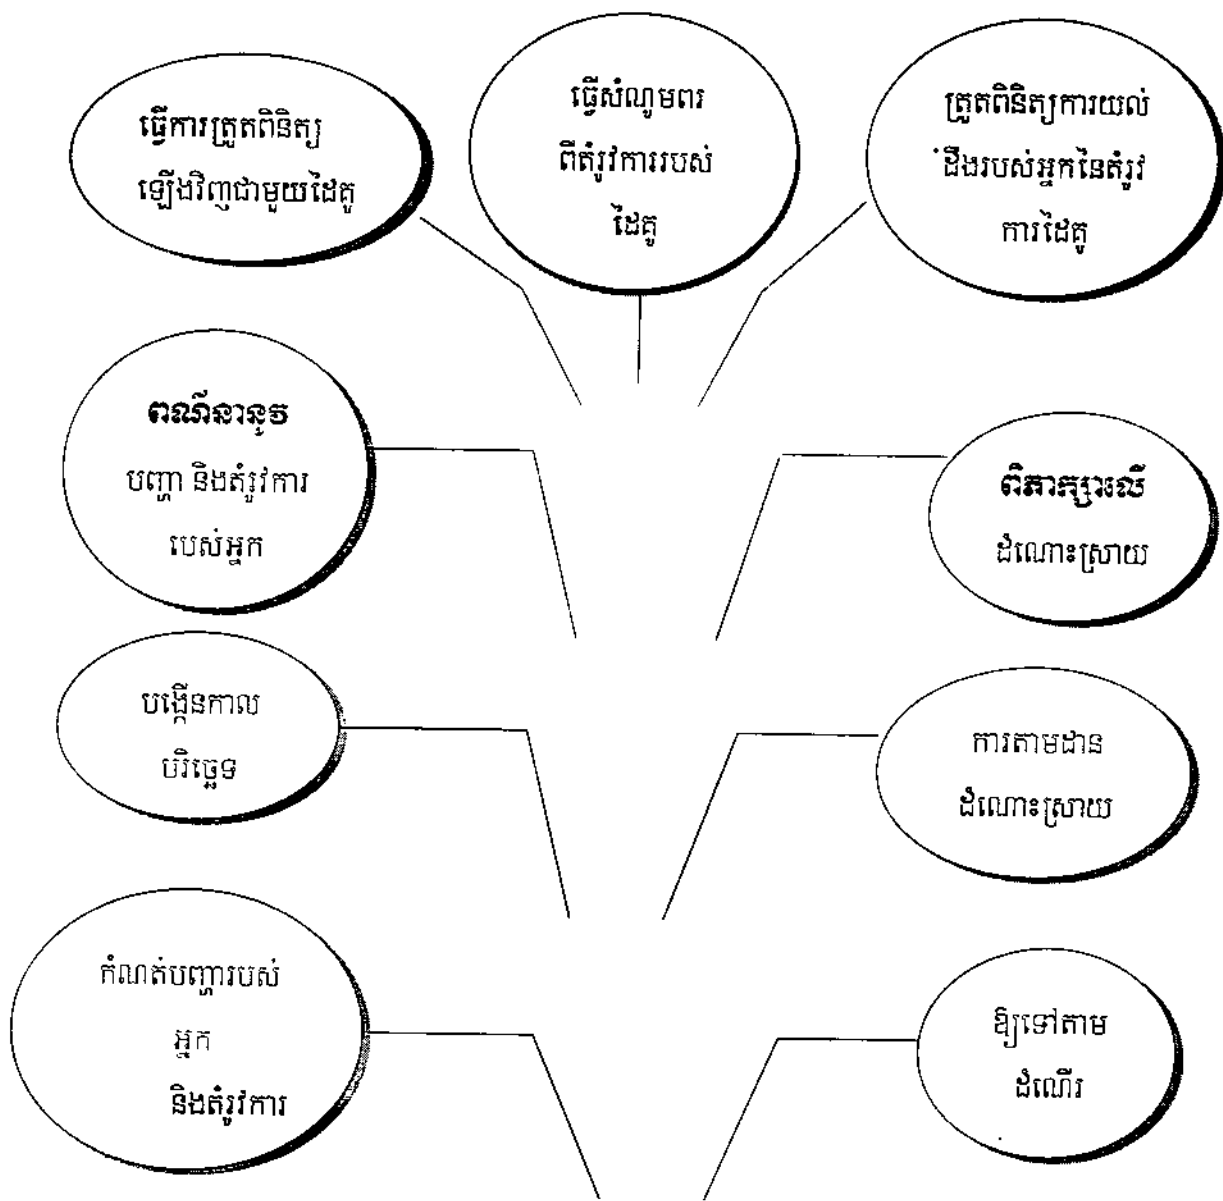 ធ្វើការត្រួតពិនិត្យ
ឡើងវិញជាមួយដៃគូ
ធ្វើសំណូមពរ
ពីតំរូវការរបស់
ដៃគូ
ត្រួតពិនិត្យការយល់
ដឹងរបស់អ្នកនៃតំរូវ
ការដៃគូ
ពណ៌នានូវ
បញ្ហា និងតំរូវការ
បេស់អ្នក
ពិភាក្សាលើ
ដំណោះស្រាយ
បង្កើនកាល
បរិច្ឆេទ
ការតាមដាន
ដំណោះស្រាយ
កំណត់បញ្ហារបស់
អ្នក
និងតំរូវការ
ឱ្យទៅតាម
ដំណើរ